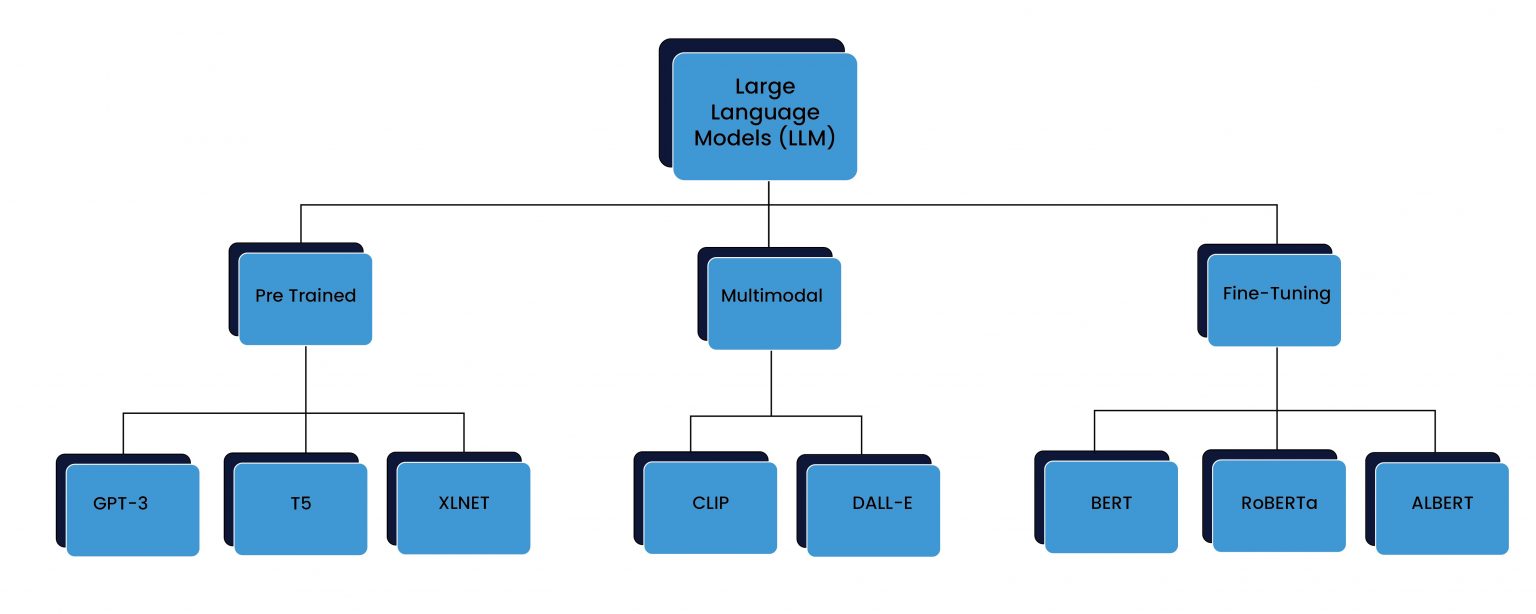 Large
Language
Models (LLM)
Pre Trained
Multimodal
Fine-Tuning
GPT-3
T5
XLNET
CLIP
DALL-E
BERT
RoBERTa
ALBERT